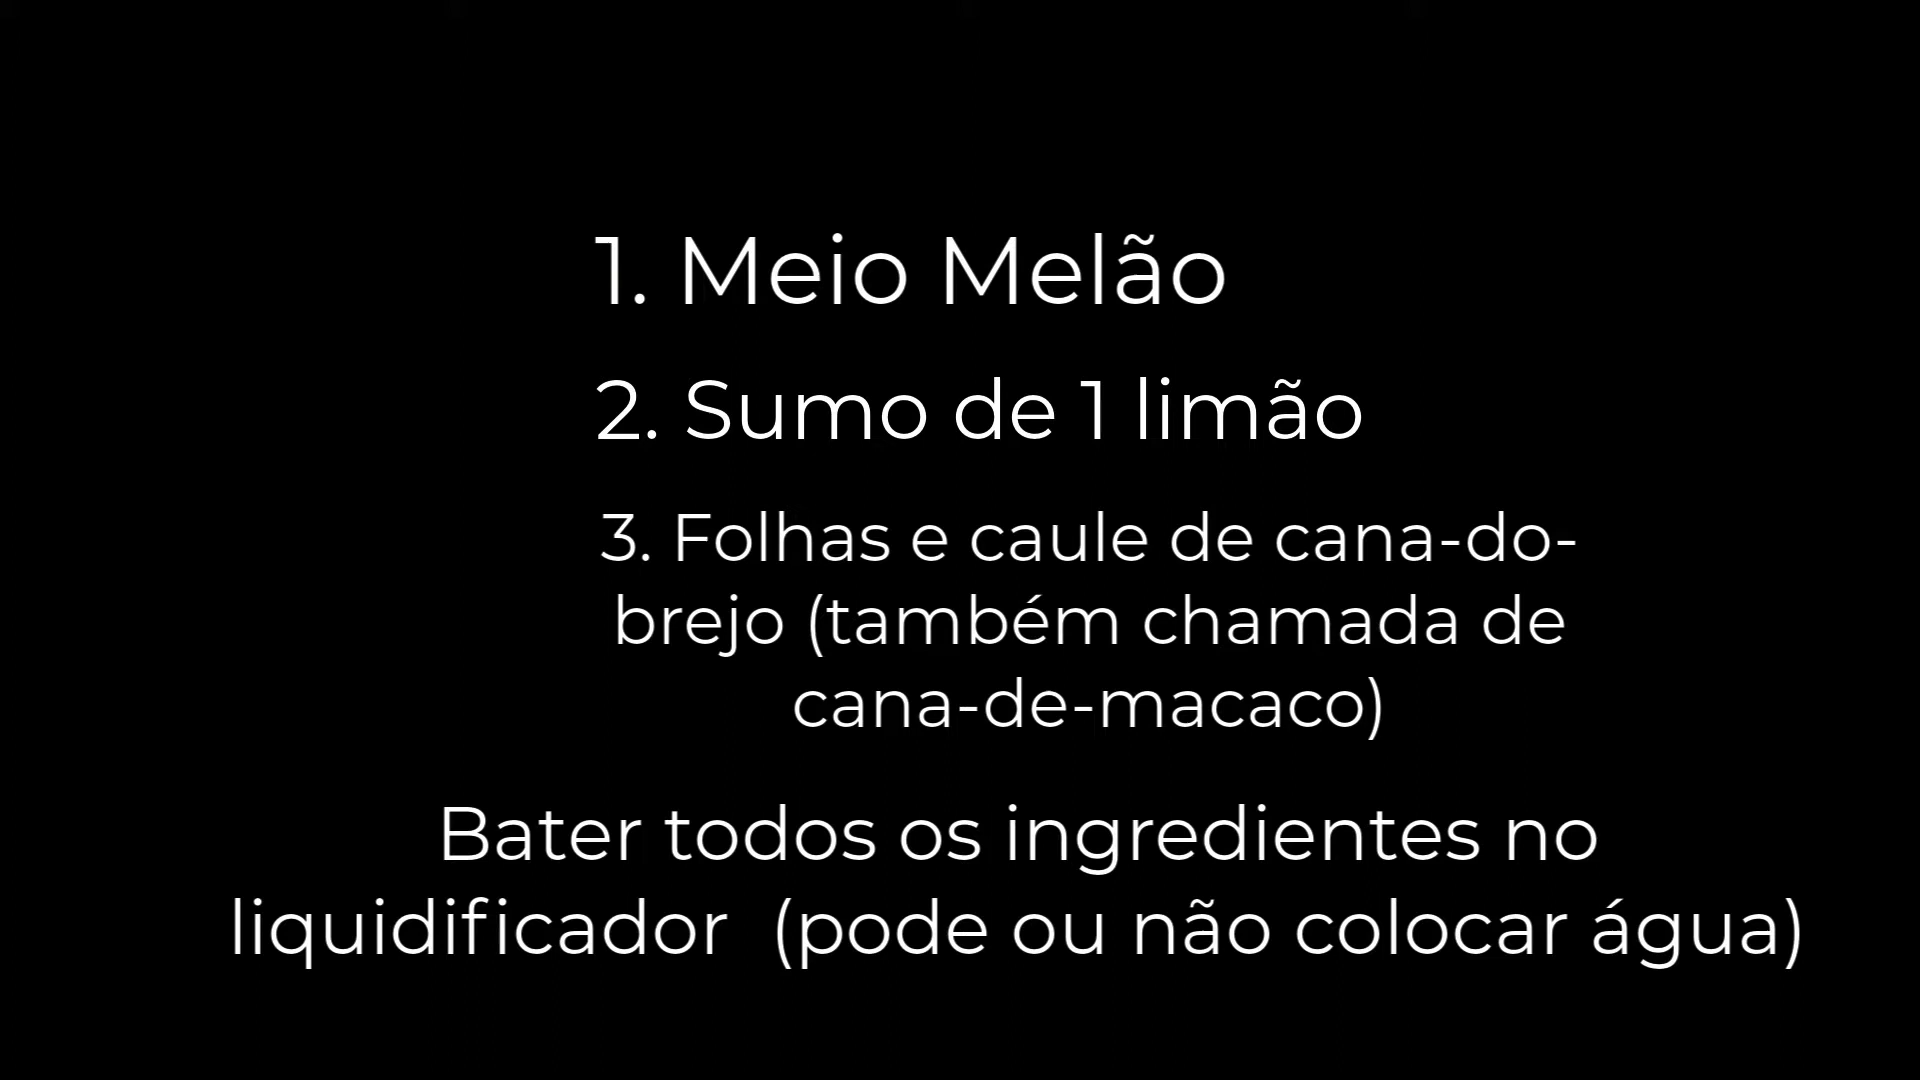 1. Meio Melão
2. Sumo de 1 limão
3. Folhas e caule de cana-do-
brejo (também chamada de
cana-de-macaco)
Bater todos os ingredientes no
liquidificador (pode ou não colocar água)